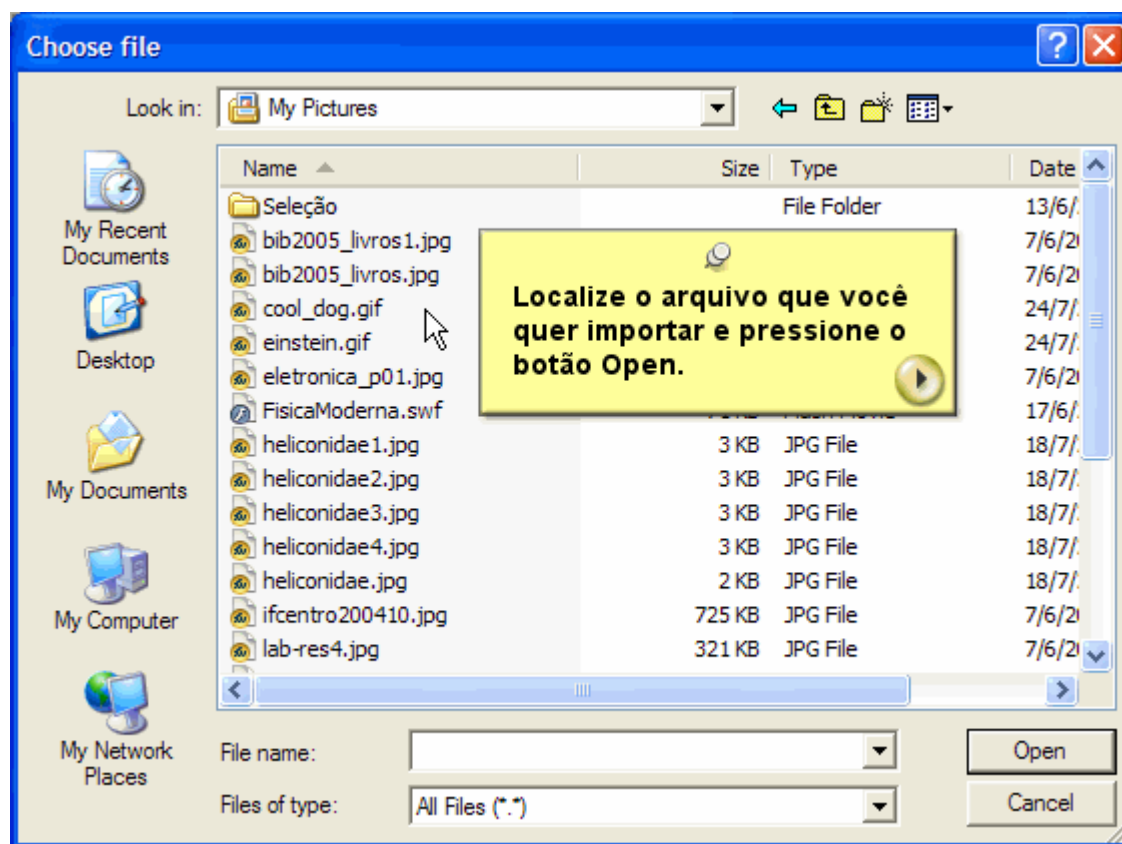 Choose file
Look in: My Pictures
Name Size Type Date
Seleção File Folder 13/6/
bib2005_livros1.jpg 7/6/20
bib2005_livros.jpg 7/6/20
cool_dog.gif 24/7/
einstein.gif 24/7/
eletronica_p01.jpg 7/6/20
FisicaModerna.swf 17/6/
heliconidae1.jpg 3 KB JPG File 18/7/
heliconidae2.jpg 3 KB JPG File 18/7/
heliconidae3.jpg 3 KB JPG File 18/7/
heliconidae4.jpg 3 KB JPG File 18/7/
heliconidae.jpg 2 KB JPG File 18/7/
ifcentro200410.jpg 725 KB JPG File 7/6/20
lab-res4.jpg 321 KB JPG File 7/6/20
Localize o arquivo que você
quer importar e pressione o
botão Open.
My Recent
Documents
Desktop
My Documents
My Computer
My Network
Places
File name:
Open
Files of type: All Files (*.*)
Cancel